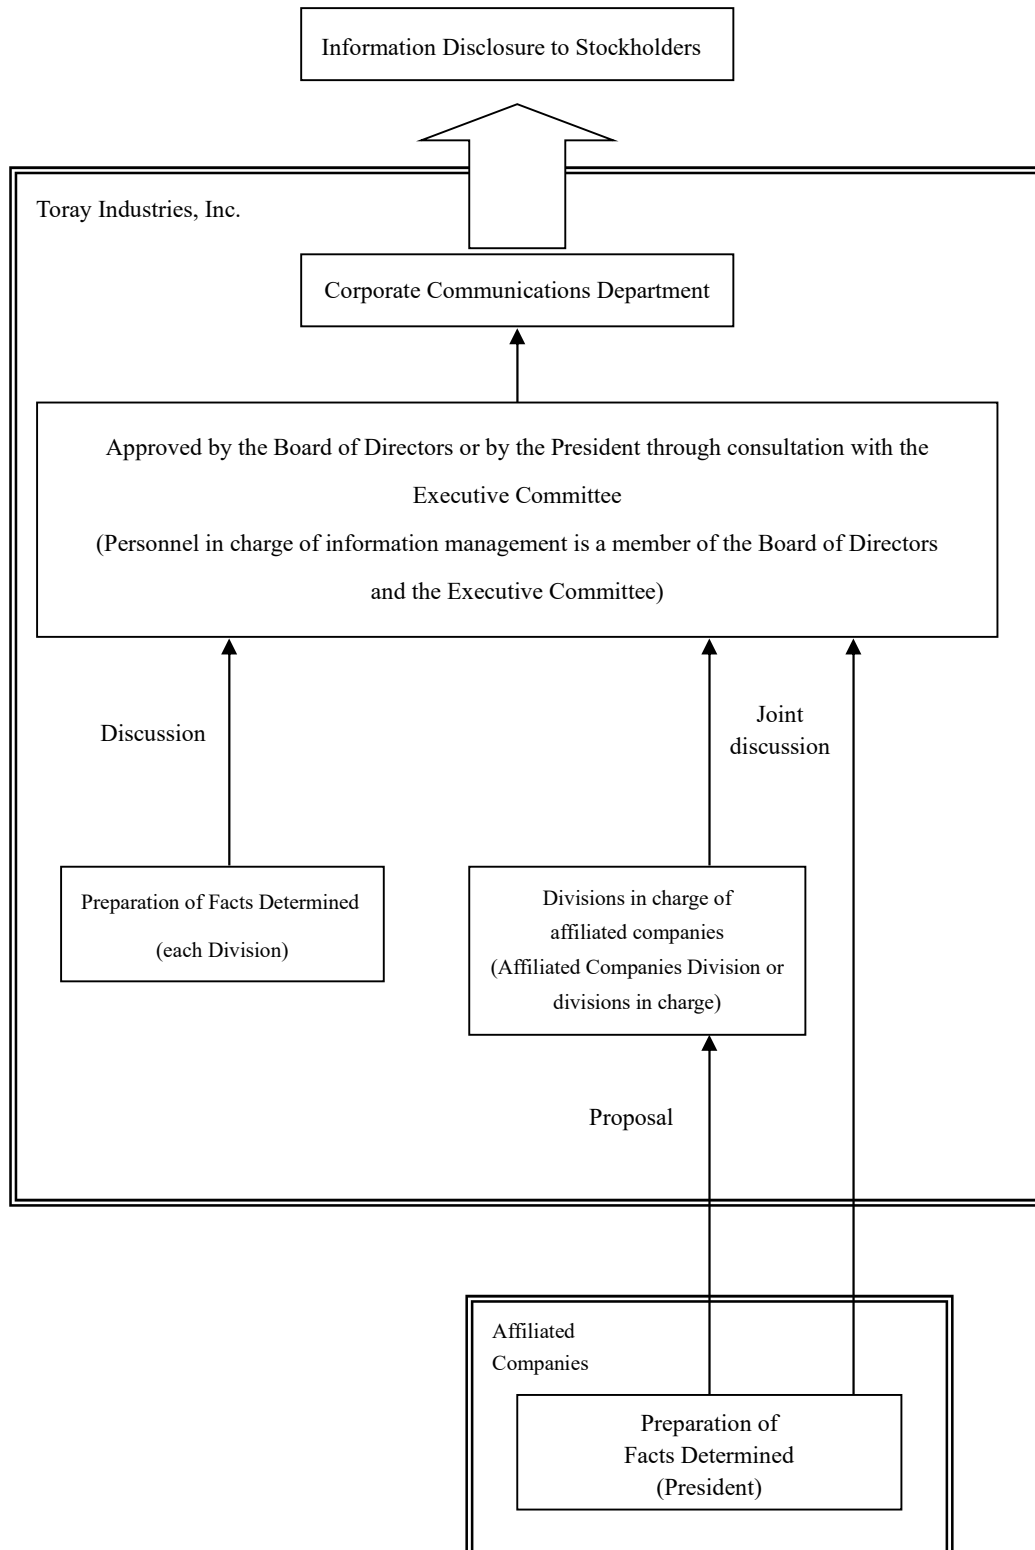 Information Disclosure to Stockholders
Toray Industries, Inc.
Corporate Communications Department
Approved by the Board of Directors or by the President through consultation with the
Executive Committee
(Personnel in charge of information management is a member of the Board of Directors
and the Executive Committee)
Discussion
Joint
discussion
Preparation of Facts Determined
(each Division)
Divisions in charge of
affiliated companies
(Affiliated Companies Division or
divisions in charge)
Proposal
Affiliated
Companies
Preparation of
Facts Determined
(President)